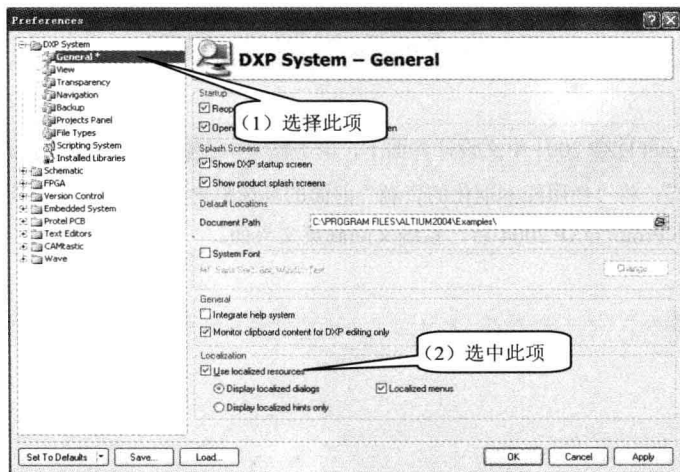 Preferences
DXP System
General *
View
Transparency
Navigation
Backup
Projects Panel
File Types
Scripting System
Installed Libraries
Schematic
FPGA
Version Control
Embedded System
Protel PCB
Text Editors
CAMtastic
Wave
DXP System – General
Startup
Reop
(1) 选择此项
Open
en
Splash Screens
Show DXP startup screen
Show product splash screens
Default Locations
Document Path
C:\PROGRAM FILES\ALTIUM2004\Examples\
System Font
Change...
General
Integrate help system
Monitor clipboard content for DXP editing only
(2) 选中此项
Localization
Use localized resources
Display localized dialogs
Localized menus
Display localized hints only
Set To Defaults
Save...
Load...
OK
Cancel
Apply